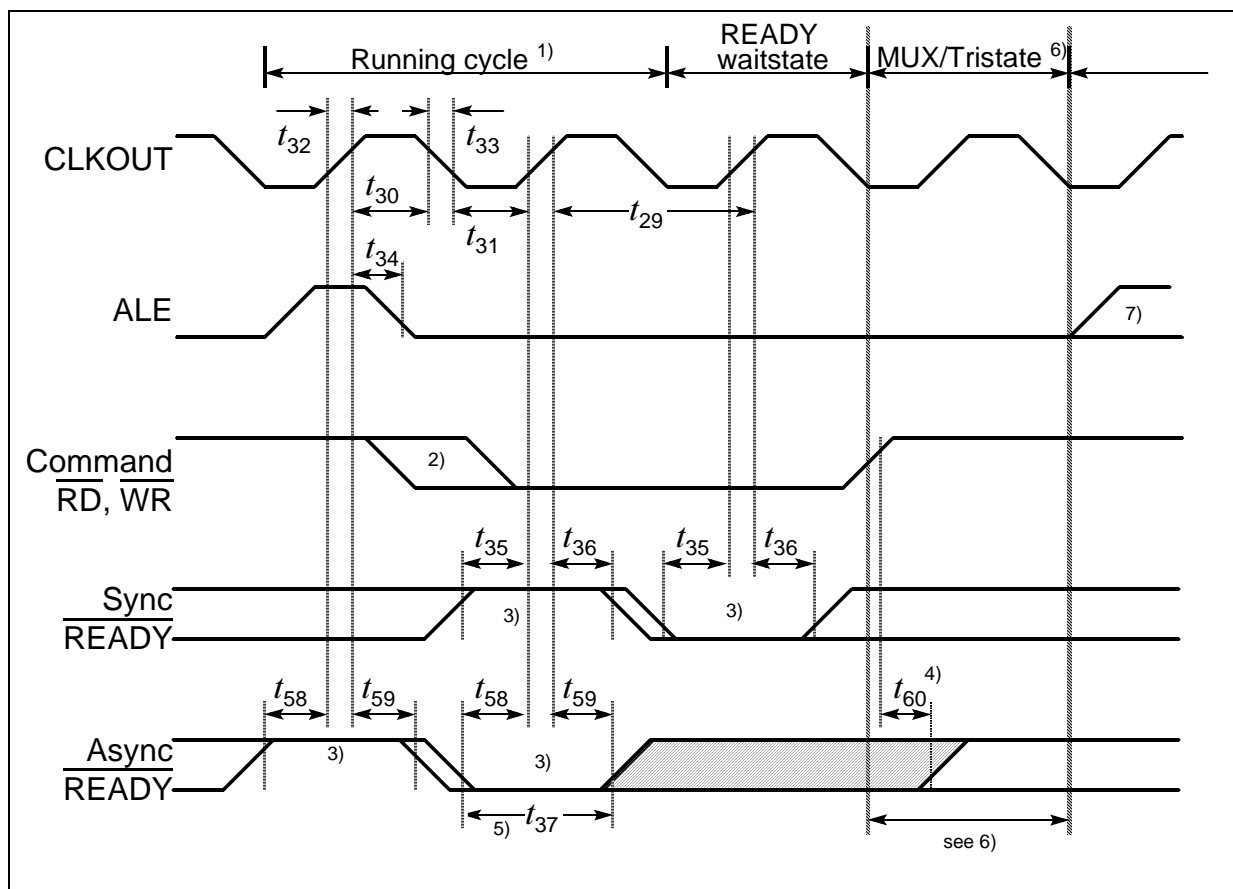 READY
waitstate
Running cycle 1)
MUX/Tristate 6)
t32
t33
CLKOUT
t30
t31
t29
t34
ALE
7)
Command
RD, WR
2)
t35
t36
t35
t36
Sync
READY
3)
3)
t58
t59
t58
t59
t60 4)
Async
READY
3)
3)
5)
t37
see 6)